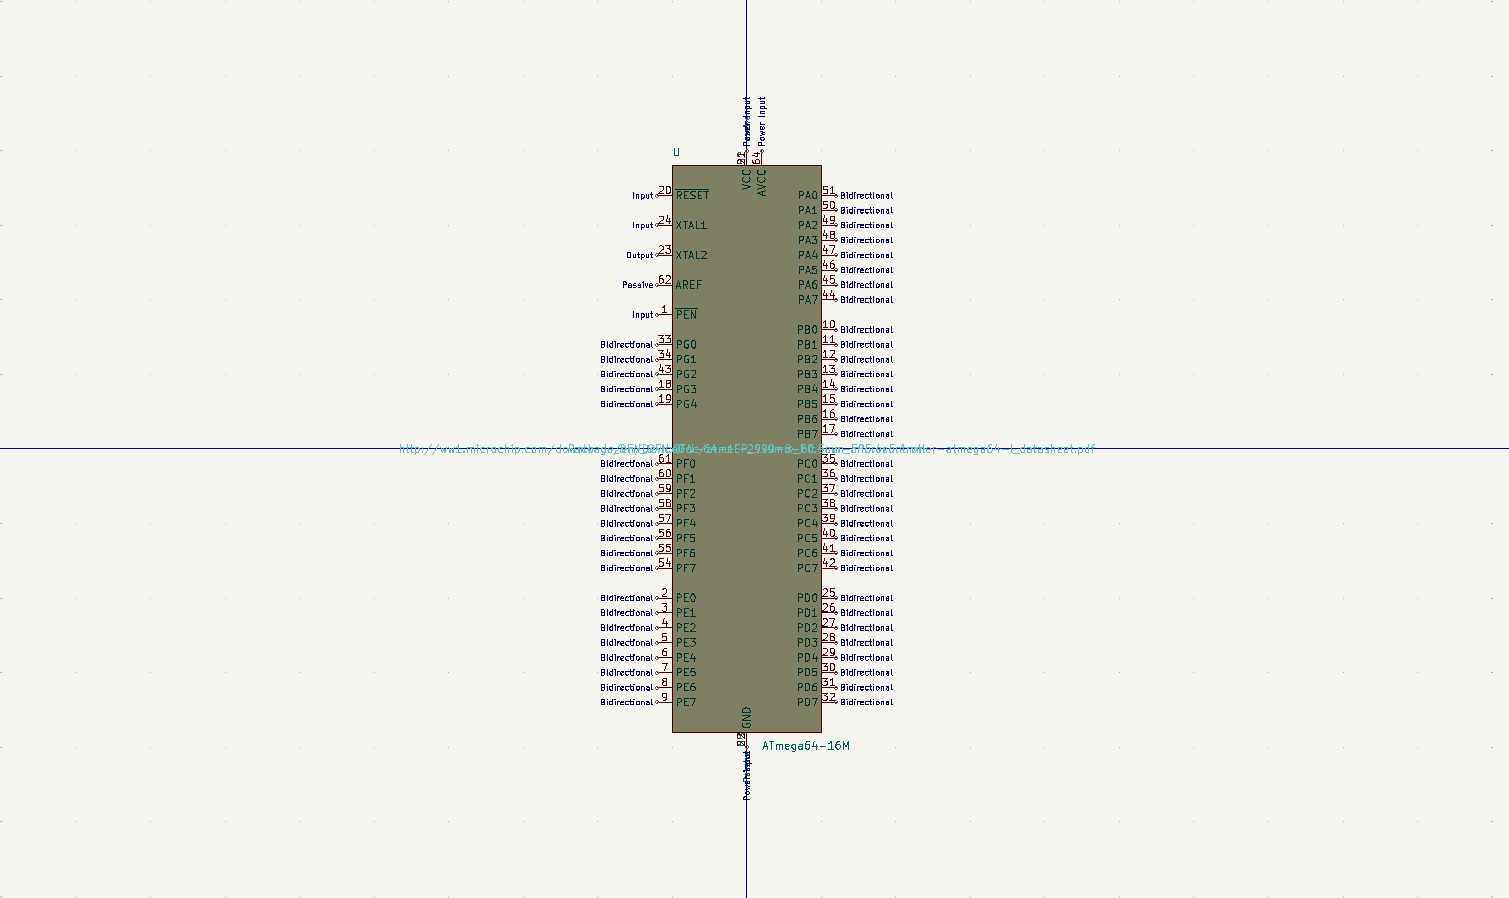 Power Input
U
64
VCC
AVCC
Input 20 RESET PA0 51 Bidirectional
PA1 50 Bidirectional
Input 24 XTAL1 PA2 49 Bidirectional
PA3 48 Bidirectional
Output 23 XTAL2 PA4 47 Bidirectional
PA5 46 Bidirectional
Passive 62 AREF PA6 45 Bidirectional
PA7 44 Bidirectional
Input 1 PEN
PB0 10 Bidirectional
Bidirectional 33 PG0 PB1 11 Bidirectional
Bidirectional 34 PG1 PB2 12 Bidirectional
Bidirectional 43 PG2 PB3 13 Bidirectional
Bidirectional 18 PG3 PB4 14 Bidirectional
Bidirectional 19 PG4 PB5 15 Bidirectional
PB6 16 Bidirectional
PB7 17 Bidirectional
Bidirectional 61 PF0 PC0 35 Bidirectional
Bidirectional 60 PF1 PC1 36 Bidirectional
Bidirectional 59 PF2 PC2 37 Bidirectional
Bidirectional 58 PF3 PC3 38 Bidirectional
Bidirectional 57 PF4 PC4 39 Bidirectional
Bidirectional 56 PF5 PC5 40 Bidirectional
Bidirectional 55 PF6 PC6 41 Bidirectional
Bidirectional 54 PF7 PC7 42 Bidirectional
Bidirectional 2 PE0 PD0 25 Bidirectional
Bidirectional 3 PE1 PD1 26 Bidirectional
Bidirectional 4 PE2 PD2 27 Bidirectional
Bidirectional 5 PE3 PD3 28 Bidirectional
Bidirectional 6 PE4 PD4 29 Bidirectional
Bidirectional 7 PE5 PD5 30 Bidirectional
Bidirectional 8 PE6 PD6 31 Bidirectional
Bidirectional 9 PE7 PD7 32 Bidirectional
GND
ATmega64-16M